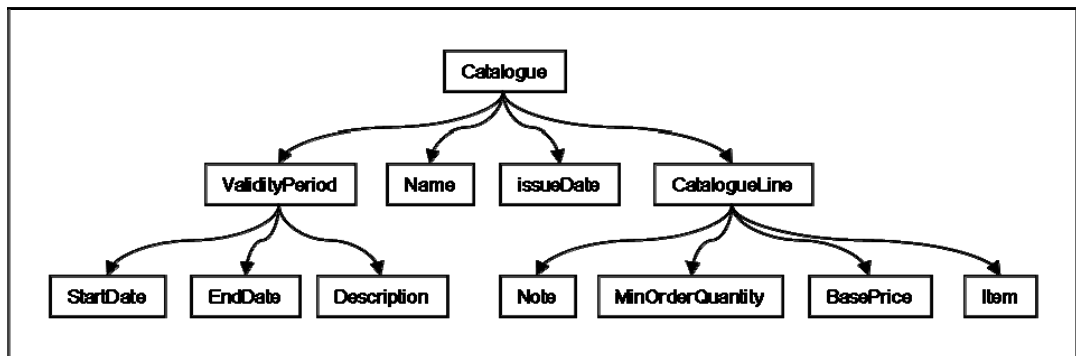 Catalogue
ValidityPeriod Name issueDate CatalogueLine
StartDate EndDate Description Note MinOrderQuantity BasePrice Item